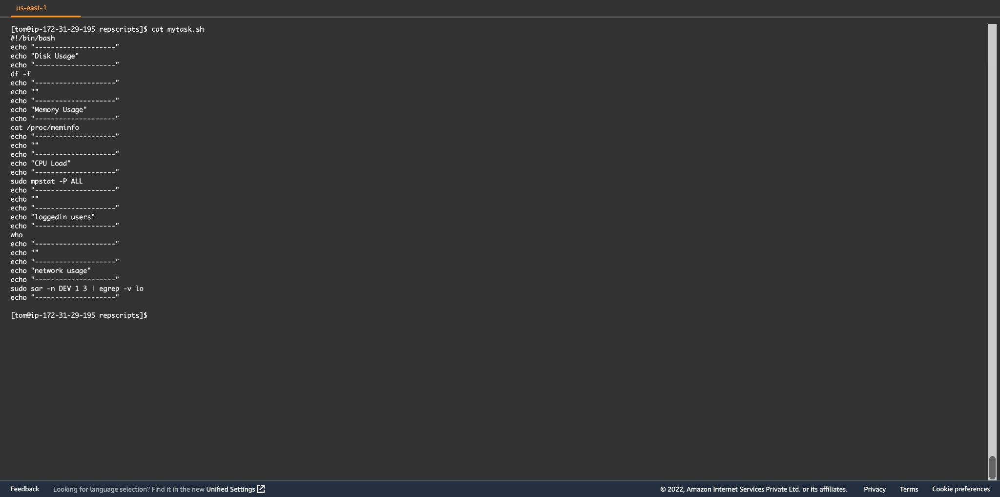 us-east-1
[tom@ip-172-31-29-195 repscripts]$ cat mytask.sh
#!/bin/bash
echo "--------------------"
echo "Disk Usage"
echo "--------------------"
df -f
echo "--------------------"
echo ""
echo "--------------------"
echo "Memory Usage"
echo "--------------------"
cat /proc/meminfo
echo "--------------------"
echo ""
echo "--------------------"
echo "CPU Load"
echo "--------------------"
sudo mpstat -P ALL
echo "--------------------"
echo ""
echo "--------------------"
echo "loggedin users"
echo "--------------------"
who
echo "--------------------"
echo ""
echo "--------------------"
echo "network usage"
echo "--------------------"
sudo sar -n DEV 1 3 | egrep -v lo
echo "--------------------"
[tom@ip-172-31-29-195 repscripts]$
Feedback Looking for language selection? Find it in the new Unified Settings © 2022, Amazon Internet Services Private Ltd. or its affiliates. Privacy Terms Cookie preferences